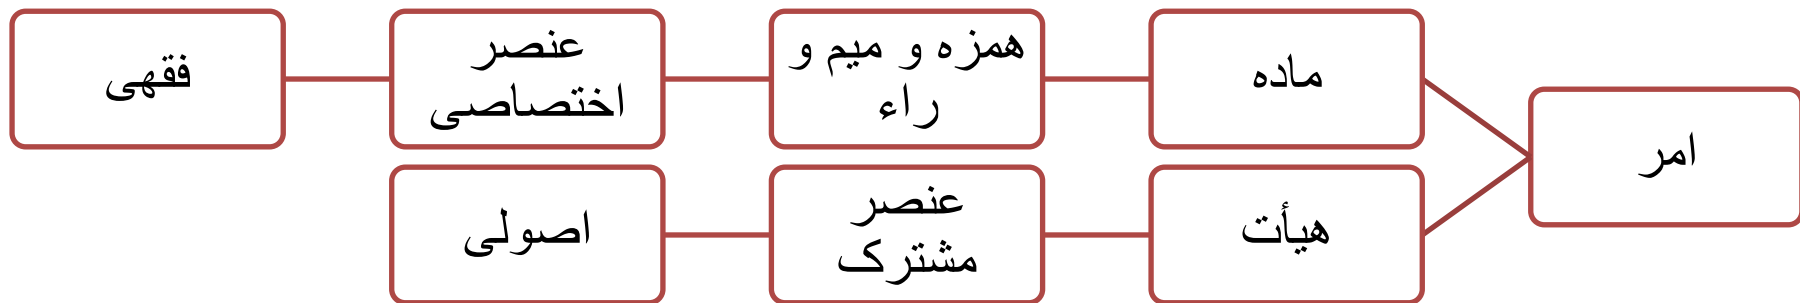 امر
ماده
همزه و میم و
راء
عنصر
اختصاصی
فقهی
هیأت
عنصر
مشترک
اصولی